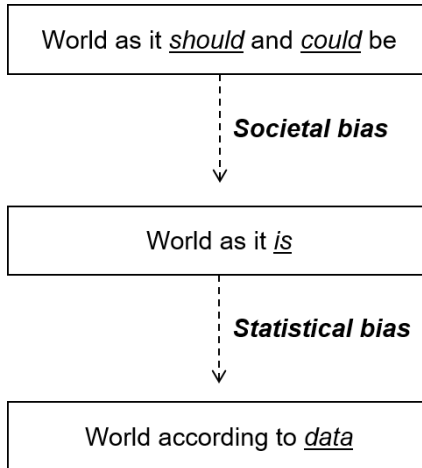 World as it should and could be
Societal bias
World as it is
Statistical bias
World according to data